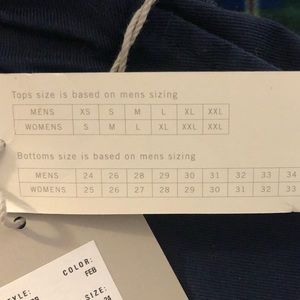 Tops size is based on mens sizing
MENS XS S M L XL XXL
WOMENS S M L XL XXL
Bottoms size is based on mens sizing
MENS 24 26 28 29 30 31 32 33 34
WOMENS 25 26 27 28 29 30 31 32 33
COLOR:
FEB
SIZE: